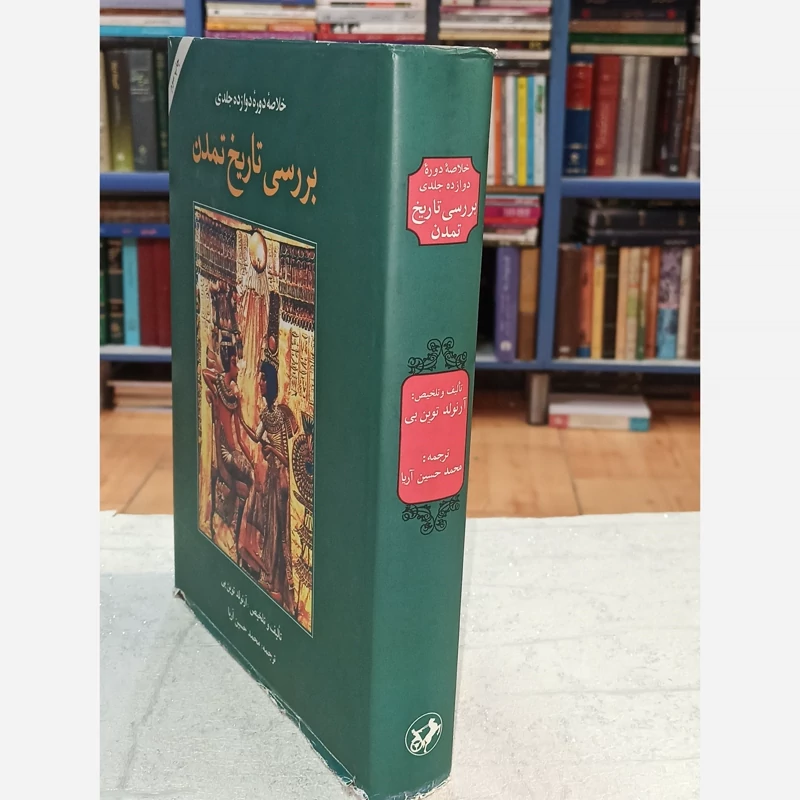 خلاصهٔ دورهٔ دوازده جلدی
بررسی تاریخ تمدن
تألیف و تلخیص: آرنولد توین بی
ترجمه: محمد حسین آریا
خلاصهٔ دورهٔ
دوازده جلدی
بررسی تاریخ
تمدن
تألیف و تلخیص:
آرنولد توین بی
ترجمه:
محمد حسین آریا